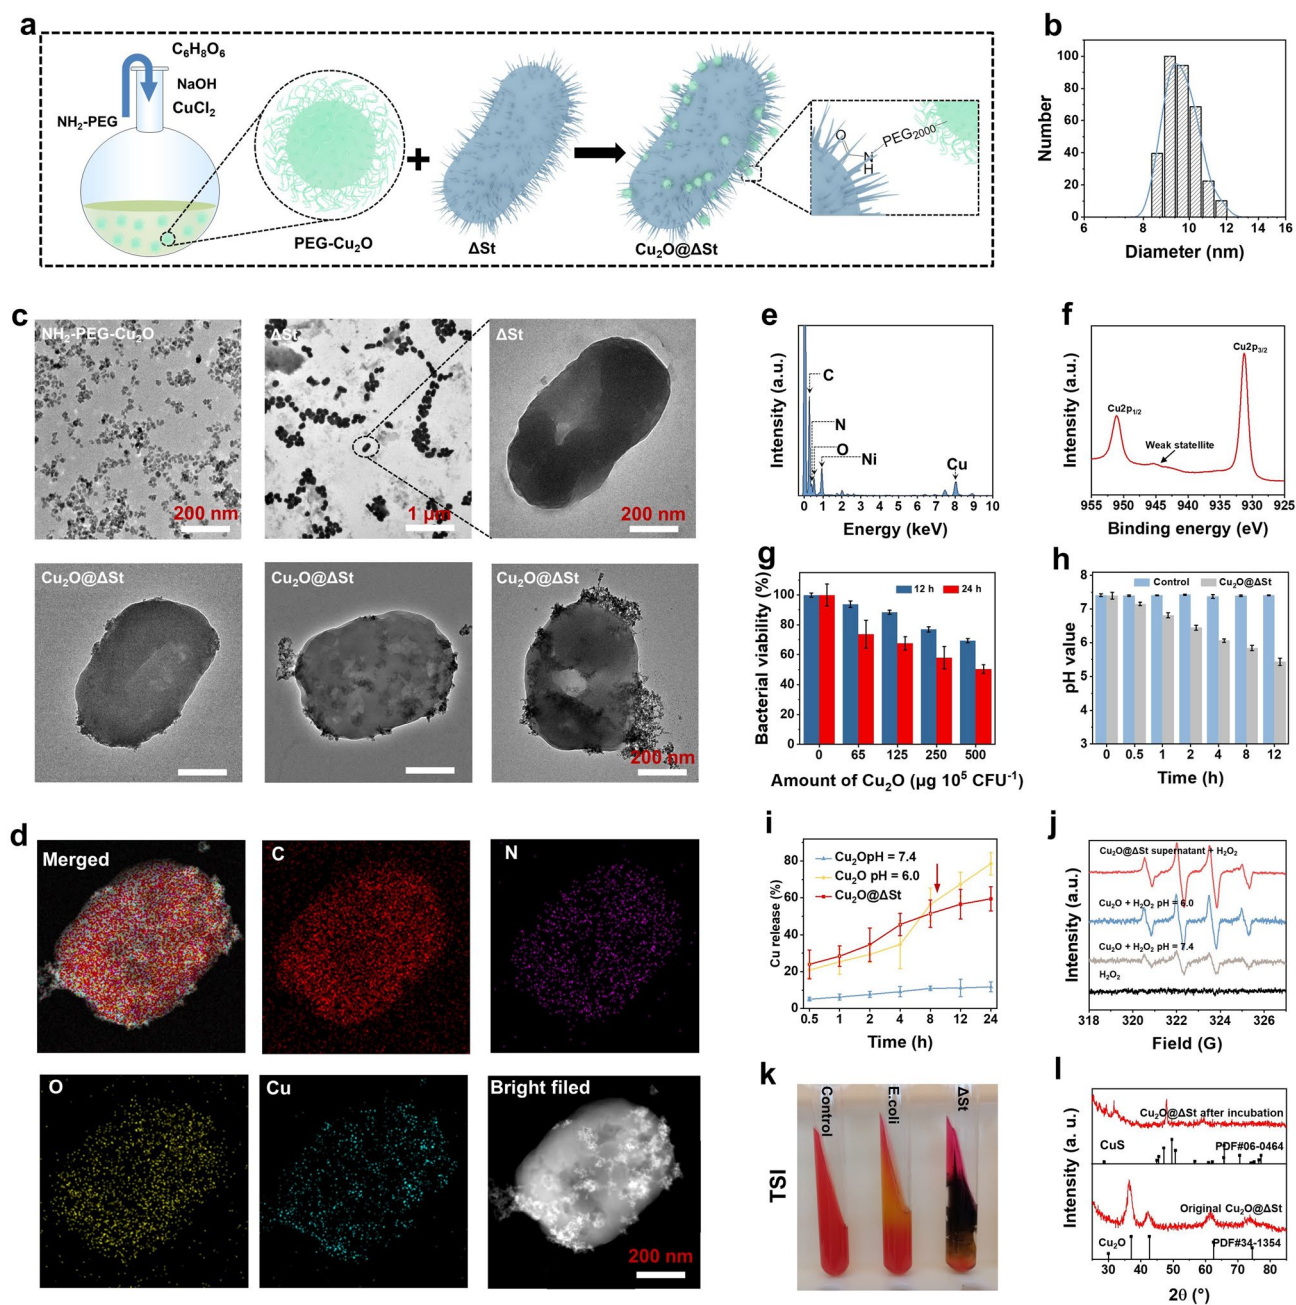 a
C₆H₈O₆
NaOH
CuCl₂
NH₂-PEG
PEG-Cu₂O
+
ΔSt
Cu₂O@ΔSt
O
N
H
PEG₂₀₀₀
b
Number
100
80
60
40
20
0
6 8 10 12 14 16
Diameter (nm)
c
NH₂-PEG-Cu₂O
200 nm
ΔSt
1 μm
ΔSt
200 nm
Cu₂O@ΔSt
Cu₂O@ΔSt
Cu₂O@ΔSt
200 nm
d
Merged
C
N
O
Cu
Bright filed
200 nm
e
Intensity (a.u.)
C
N
O
Ni
Cu
0 1 2 3 4 5 6 7 8 9 10
Energy (keV)
f
Intensity (a.u.)
Cu2p₃/₂
Cu2p₁/₂
Weak statellite
955 950 945 940 935 930 925
Binding energy (eV)
g
Bacterial viability (%)
12 h 24 h
100
80
60
40
20
0
0 65 125 250 500
Amount of Cu₂O (μg 10⁵ CFU⁻¹)
h
pH value
Control Cu₂O@ΔSt
8
7
6
5
4
3
0 0.5 1 2 4 8 12
Time (h)
i
Cu release (%)
Cu₂OpH = 7.4
Cu₂O pH = 6.0
Cu₂O@ΔSt
80
60
40
20
0
0.5 1 2 4 8 12 24
Time (h)
j
Intensity (a.u.)
Cu₂O@ΔSt supernatant + H₂O₂
Cu₂O + H₂O₂ pH = 6.0
Cu₂O + H₂O₂ pH = 7.4
H₂O₂
318 320 322 324 326
Field (G)
k
TSI
Control
E.coli
ΔSt
l
Intensity (a. u.)
Cu₂O@ΔSt after incubation
CuS PDF#06-0464
Original Cu₂O@ΔSt
Cu₂O PDF#34-1354
30 40 50 60 70 80
2θ (°)